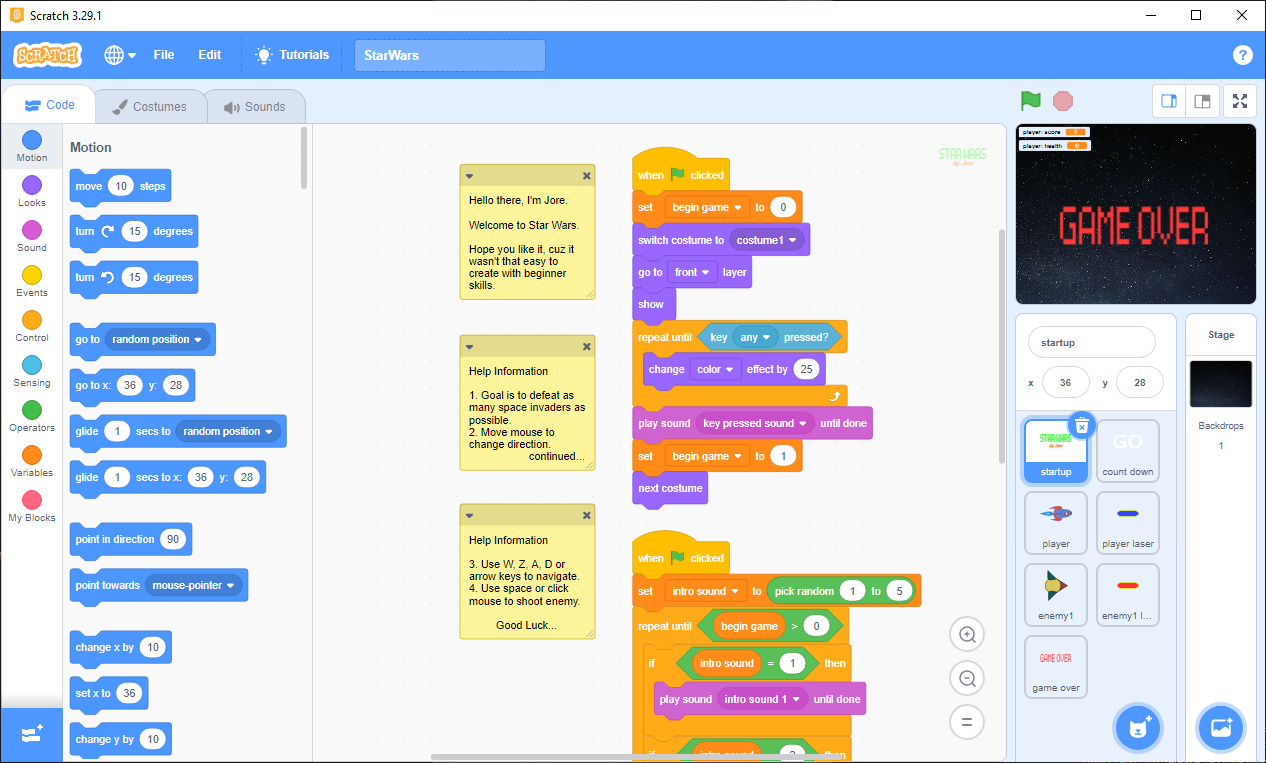 Scratch 3.29.1
SCRATCH
File
Edit
Tutorials
StarWars
?
Code
Costumes
Sounds
Motion
Looks
Sound
Events
Control
Sensing
Operators
Variables
My Blocks
Motion
move 10 steps
turn 15 degrees
turn 15 degrees
go to random position
go to x: 36 y: 28
glide 1 secs to random position
glide 1 secs to x: 36 y: 28
point in direction 90
point towards mouse-pointer
change x by 10
set x to 36
change y by 10
Hello there, I'm Jore.
Welcome to Star Wars.
Hope you like it, cuz it
wasn't that easy to
create with beginner
skills.
Help Information
1. Goal is to defeat as
many space invaders as
possible.
2. Move mouse to
change direction.
continued...
Help Information
3. Use W, Z, A, D or
arrow keys to navigate.
4. Use space or click
mouse to shoot enemy.
Good Luck...
when clicked
set begin game to 0
switch costume to costume1
go to front layer
show
repeat until key any pressed?
change color effect by 25
play sound key pressed sound until done
set begin game to 1
next costume
when clicked
set intro sound to pick random 1 to 5
repeat until begin game > 0
if intro sound = 1 then
play sound intro sound 1 until done
if intro sound = 2 then
STAR WARS
by Jore
player: score 1
player: health 0
GAME OVER
startup
x 36 y 28
STAR WARS
by Jore
startup
GO
count down
player
player laser
enemy1
enemy1 l...
GAME OVER
game over
Stage
Backdrops
1